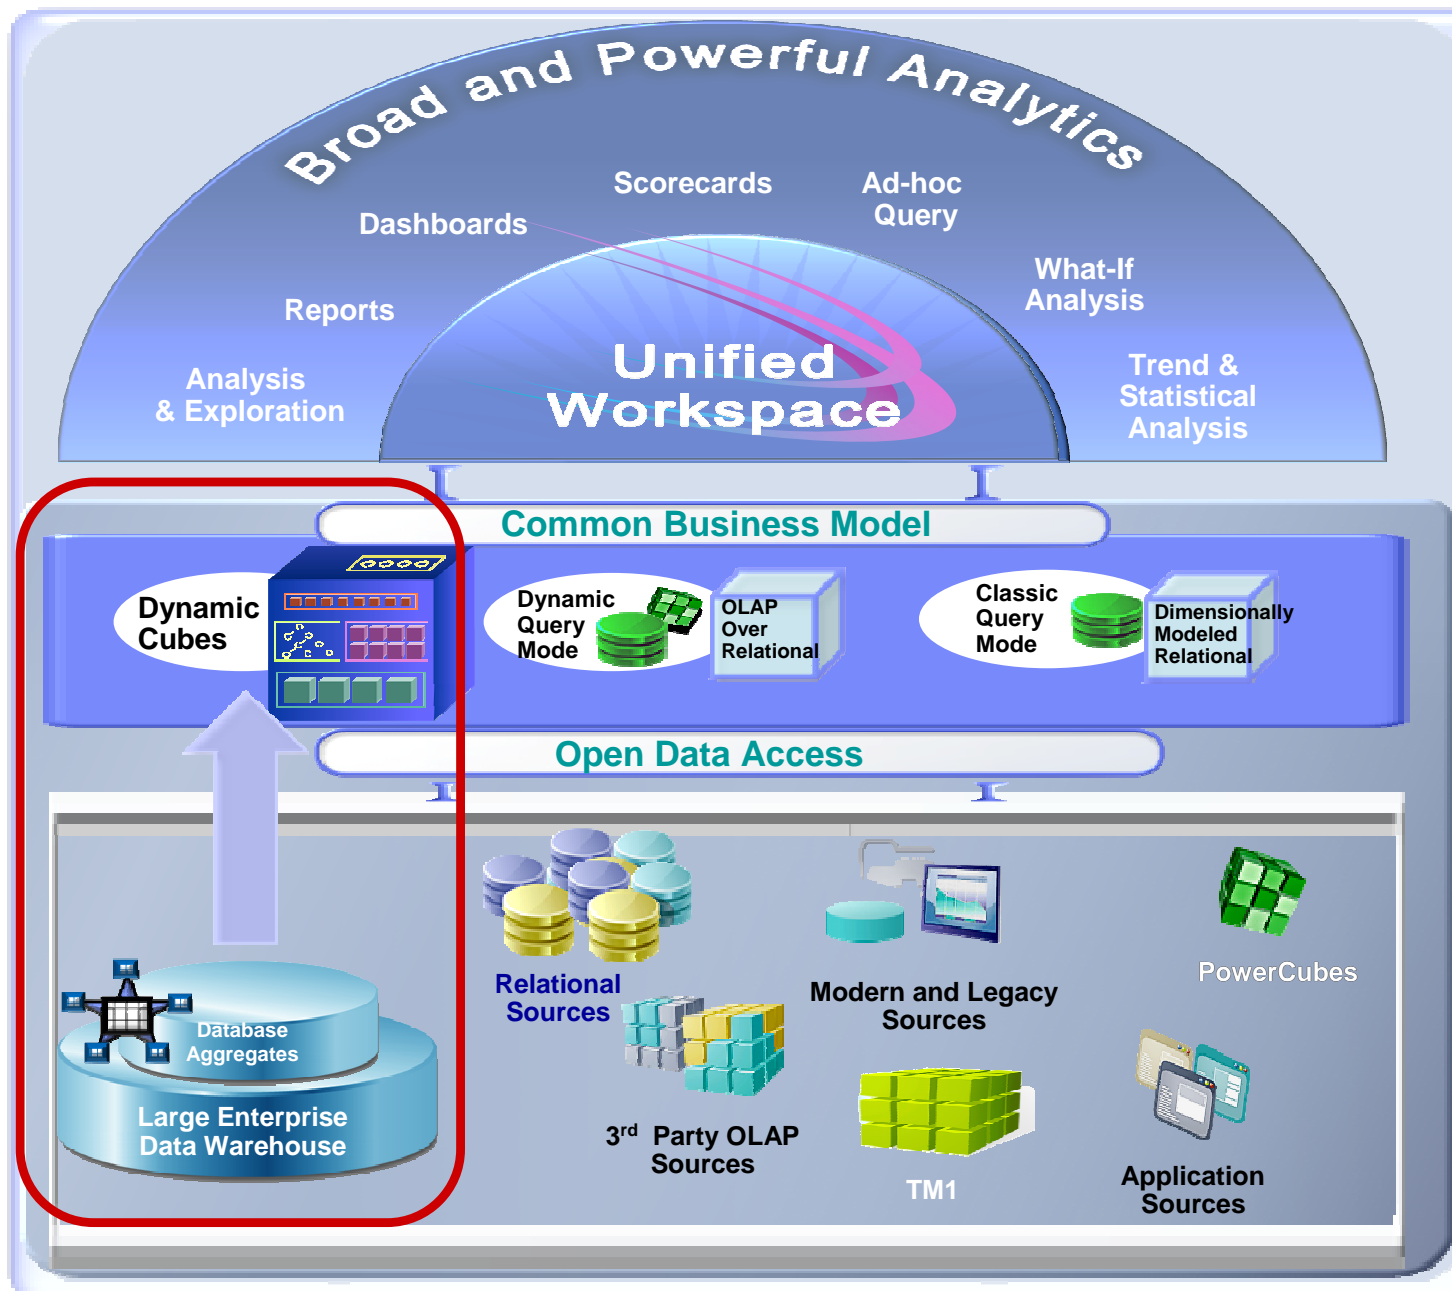 Broad and Powerful Analytics
Scorecards
Ad-hoc
Query
Dashboards
What-If
Analysis
Reports
Analysis
& Exploration
Trend &
Statistical
Analysis
Unified
Workspace
Common Business Model
Dynamic
Cubes
Dynamic
Query
Mode
OLAP
Over
Relational
Classic
Query
Mode
Dimensionally
Modeled
Relational
Open Data Access
Relational
Sources
Modern and Legacy
Sources
PowerCubes
Database
Aggregates
Large Enterprise
Data Warehouse
3rd Party OLAP
Sources
TM1
Application
Sources